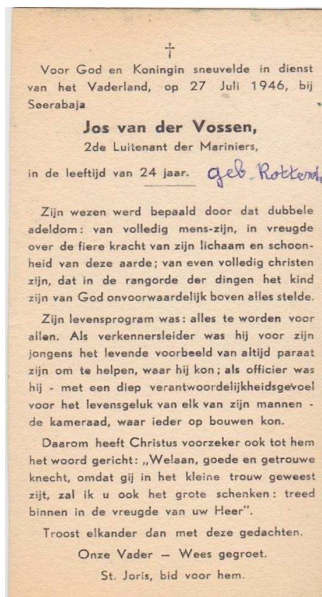 †
Voor God en Koningin sneuvelde in dienst
van het Vaderland, op 27 Juli 1946, bij
Søerabaja
Jos van der Vossen,
2de Luitenant der Mariniers,
in de leeftijd van 24 jaar. geb.
Zijn wezen werd bepaald door dat dubbele
adeldom: van volledig mens-zijn, in vreugde
over de fiere kracht van zijn lichaam en schoon-
heid van deze aarde; van even volledig christen
zijn, dat in de rangorde der dingen het kind
zijn van God onvoorwaardelijk boven alles stelde.
Zijn levensprogram was: alles te worden voor
allen. Als verkennersleider was hij voor zijn
jongens het levende voorbeeld van altijd paraat
zijn om te helpen, waar hij kon; als officier was
hij - met een diep verantwoordelijkheidsgevoel
voor het levensgeluk van elk van zijn mannen -
de kameraad, waar ieder op bouwen kon.
Daarom heeft Christus voorzeker ook tot hem
het woord gericht: „Welaan, goede en getrouwe
knecht, omdat gij in het kleine trouw geweest
zijt, zal ik u ook het grote schenken: treed
binnen in de vreugde van uw Heer".
Troost elkander dan met deze gedachten.
Onze Vader — Wees gegroet.
St. Joris, bid voor hem.